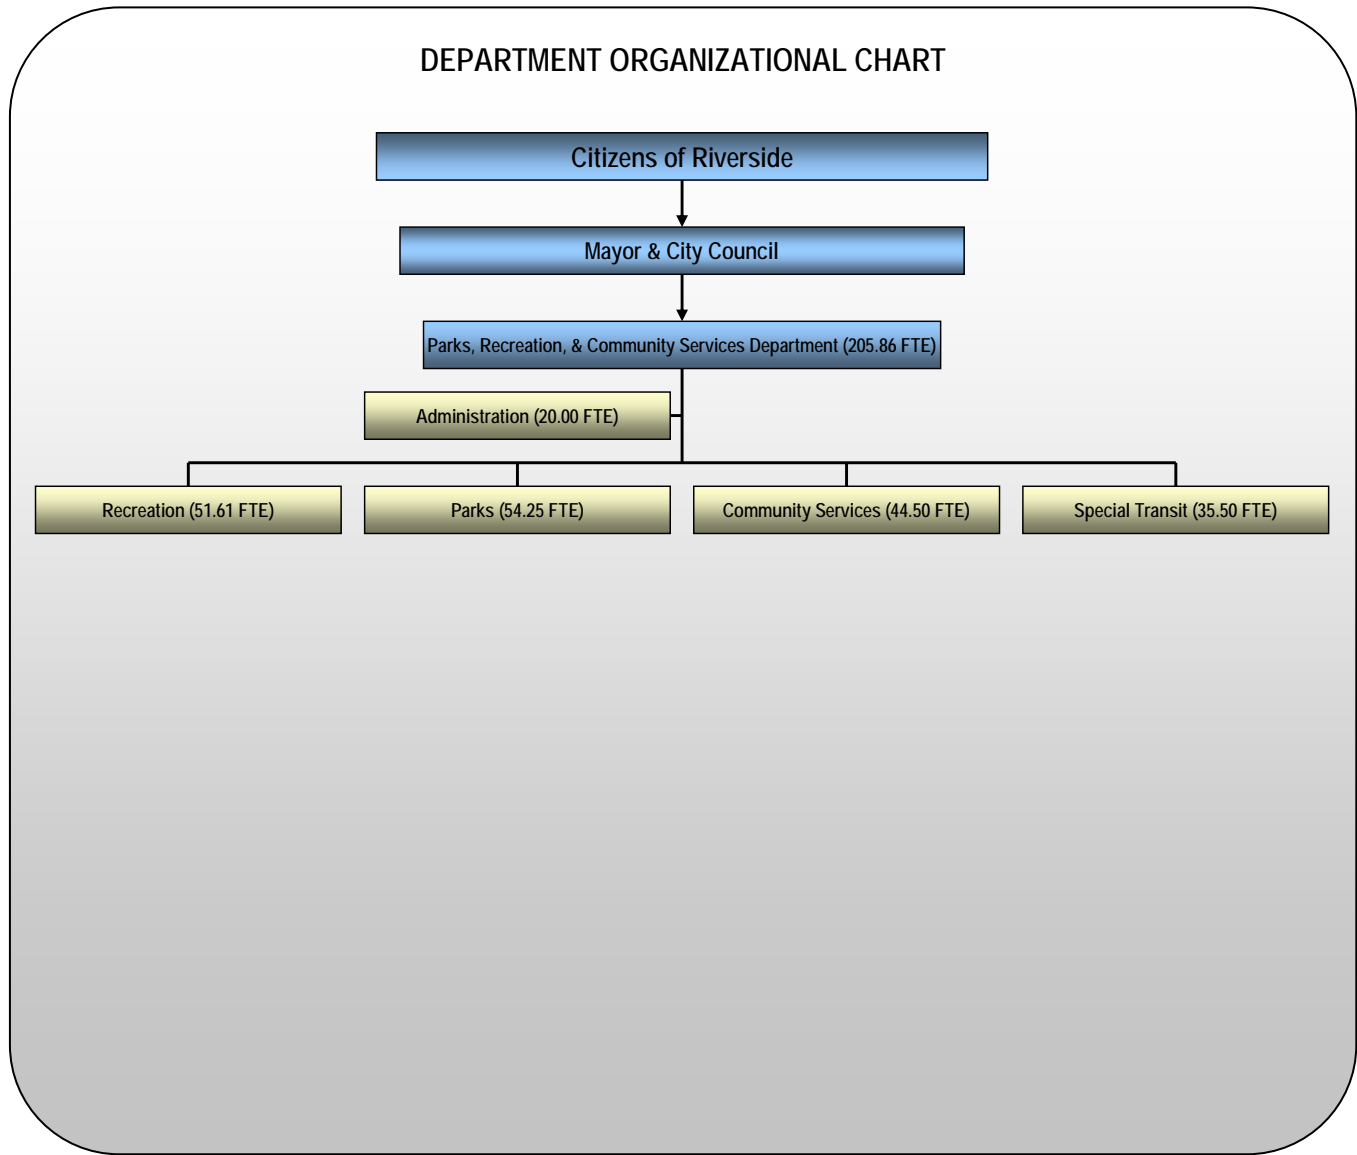 DEPARTMENT ORGANIZATIONAL CHART
Citizens of Riverside
Mayor & City Council
Parks, Recreation, & Community Services Department (205.86 FTE)
Administration (20.00 FTE)
Recreation (51.61 FTE)
Parks (54.25 FTE)
Community Services (44.50 FTE)
Special Transit (35.50 FTE)